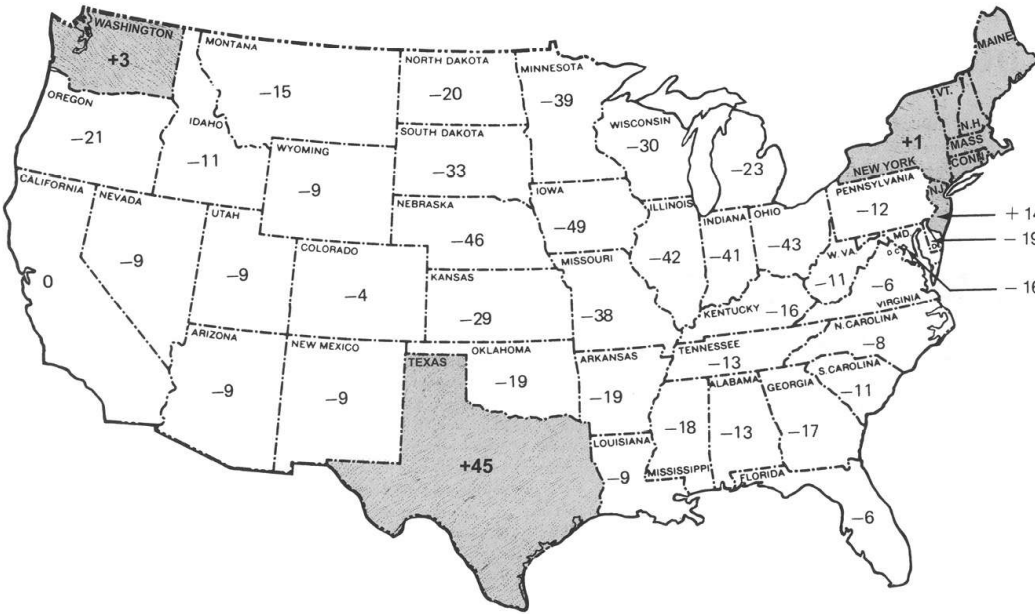 WASHINGTON
+3
MONTANA
−15
NORTH DAKOTA
−20
MINNESOTA
−39
MAINE
OREGON
−21
IDAHO
−11
SOUTH DAKOTA
−33
WISCONSIN
−30
−23
VT.
N.H.
MASS
CONN.
+1
NEW YORK
WYOMING
−9
IOWA
−49
PENNSYLVANIA
−12
N.J.
+14
−19
−16
CALIFORNIA
0
NEVADA
−9
UTAH
−9
COLORADO
−4
NEBRASKA
−46
KANSAS
−29
MISSOURI
−38
ILLINOIS
−42
INDIANA
−41
OHIO
−43
W. VA.
−11
MD.
D C
−6
VIRGINIA
KENTUCKY −16
ARIZONA
−9
NEW MEXICO
−9
TEXAS
+45
OKLAHOMA
−19
ARKANSAS
−19
TENNESSEE
−13
N. CAROLINA
−8
S. CAROLINA
−11
LOUISIANA
−9
MISSISSIPPI
−18
ALABAMA
−13
GEORGIA
−17
FLORIDA
−6